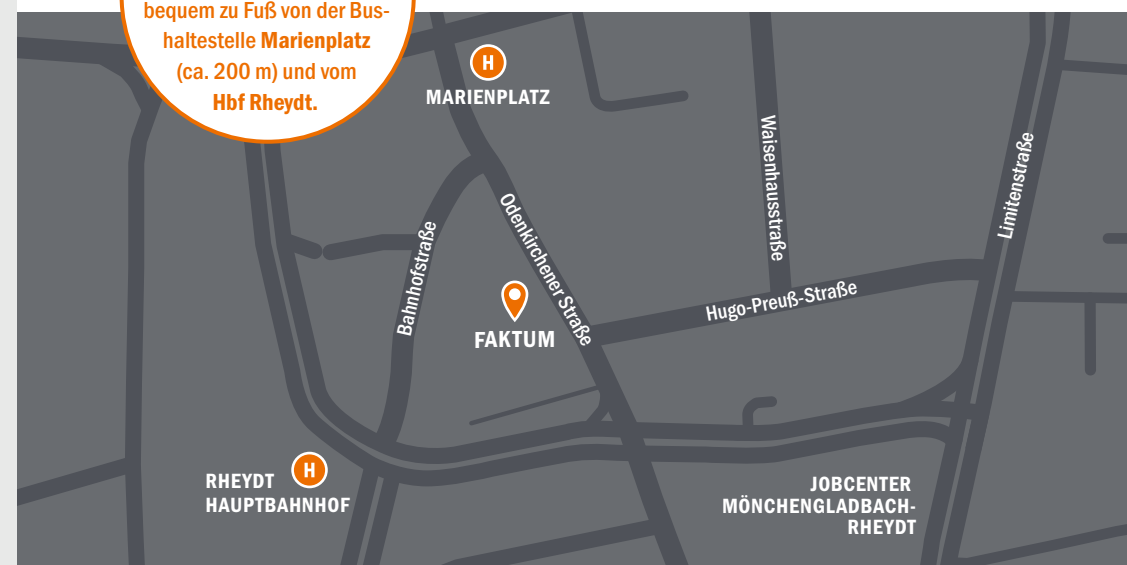 bequem zu Fuß von der Bus-
haltestelle Marienplatz
(ca. 200 m) und vom
Hbf Rheydt.
H
MARIENPLATZ
Waisenhausstraße
Limitenstraße
Odenkirchener Straße
Bahnhofstraße
Hugo-Preuß-Straße
FAKTUM
H
RHEYDT
HAUPTBAHNHOF
JOBCENTER
MÖNCHENGLADBACH-
RHEYDT